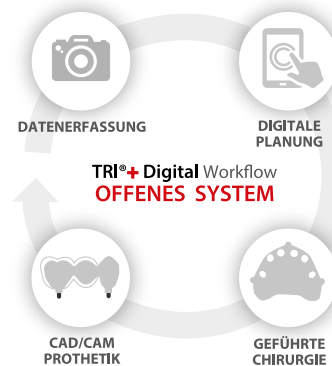 DATENERFASSUNG
DIGITALE
PLANUNG
TRI®+ Digital Workflow
OFFENES SYSTEM
CAD/CAM
PROTHETIK
GEFÜHRTE
CHIRURGIE